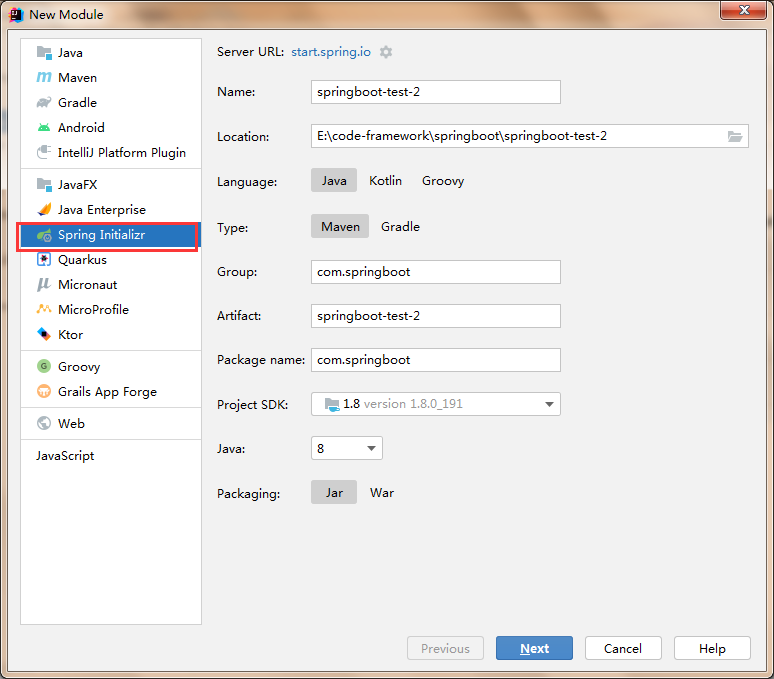 New Module
Java
Maven
Gradle
Android
IntelliJ Platform Plugin
JavaFX
Java Enterprise
Spring Initializr
Quarkus
Micronaut
MicroProfile
Ktor
Groovy
Grails App Forge
Web
JavaScript
Server URL: start.spring.io
Name: springboot-test-2
Location: E:\code-framework\springboot\springboot-test-2
Language: Java Kotlin Groovy
Type: Maven Gradle
Group: com.springboot
Artifact: springboot-test-2
Package name: com.springboot
Project SDK: 1.8 version 1.8.0_191
Java: 8
Packaging: Jar War
Previous Next Cancel Help